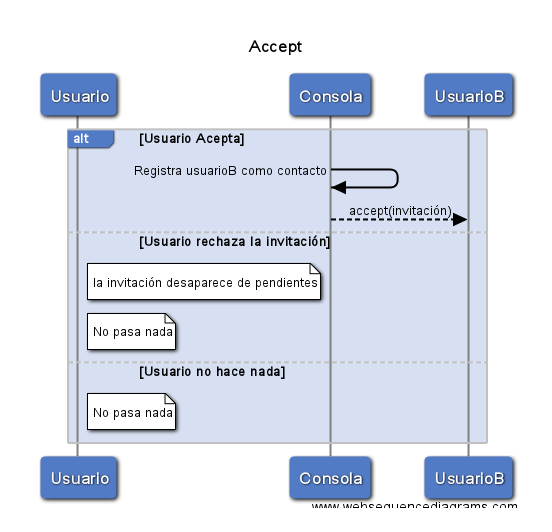 Accept
Usuario Consola UsuarioB
alt [Usuario Acepta]
Registra usuarioB como contacto
accept(invitación)
[Usuario rechaza la invitación]
la invitación desaparece de pendientes
No pasa nada
[Usuario no hace nada]
No pasa nada
Usuario Consola UsuarioB
www.websequencediagrams.com